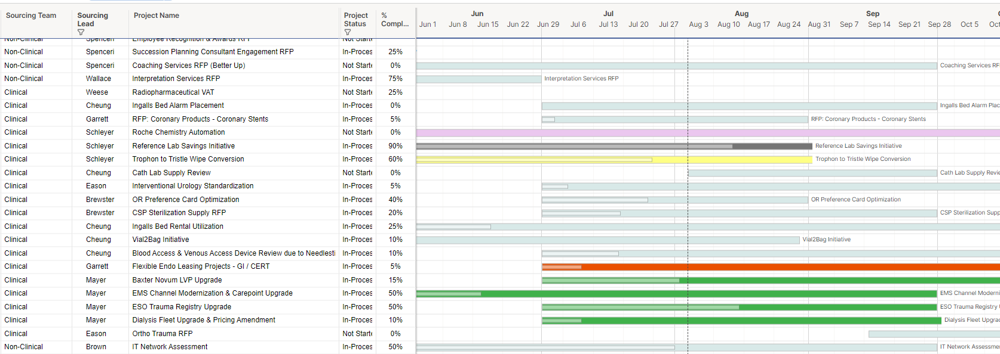 Jun Jul Aug Sep
Sourcing Team Sourcing Lead Project Name Project Status % Compl...
Jun 1 Jun 8 Jun 15 Jun 22 Jun 29 Jul 6 Jul 13 Jul 20 Jul 27 Aug 3 Aug 10 Aug 17 Aug 24 Aug 31 Sep 7 Sep 14 Sep 21 Sep 28 Oct 5 Oct
Non-Clinical Spenceri Employee Recognition & Awards RFP Not Starte
Non-Clinical Spenceri Succession Planning Consultant Engagement RFP In-Proces 25%
Non-Clinical Spenceri Coaching Services RFP (Better Up) Not Starte 0% Coaching Services RF
Non-Clinical Wallace Interpretation Services RFP In-Proces 75% Interpretation Services RFP
Clinical Weese Radiopharmaceutical VAT Not Starte 25%
Clinical Cheung Ingalls Bed Alarm Placement In-Proces 0% Ingalls Bed Alarm Plac
Clinical Garrett RFP: Coronary Products - Coronary Stents In-Proces 5% RFP: Coronary Products - Coronary Stents
Clinical Schleyer Roche Chemistry Automation Not Starte 0%
Clinical Schleyer Reference Lab Savings Initiative In-Proces 90% Reference Lab Savings Initiative
Clinical Schleyer Trophon to Tristle Wipe Conversion In-Proces 60% Trophon to Tristle Wipe Conversion
Clinical Cheung Cath Lab Supply Review Not Starte 0% Cath Lab Supply Revie
Clinical Eason Interventional Urology Standardization In-Proces 5%
Clinical Brewster OR Preference Card Optimization In-Proces 40% OR Preference Card Optimization
Clinical Brewster CSP Sterilization Supply RFP In-Proces 20% CSP Sterilization Supp
Clinical Cheung Ingalls Bed Rental Utilization In-Proces 25%
Clinical Cheung Vial2Bag Initiative In-Proces 10% Vial2Bag Initiative
Clinical Cheung Blood Access & Venous Access Device Review due to Needlesti In-Proces 10%
Clinical Garrett Flexible Endo Leasing Projects - GI / CERT In-Proces 5%
Clinical Mayer Baxter Novum LVP Upgrade In-Proces 15%
Clinical Mayer EMS Channel Modernization & Carepoint Upgrade In-Proces 50% EMS Channel Moderni
Clinical Mayer ESO Trauma Registry Upgrade In-Proces 50% ESO Trauma Registry U
Clinical Mayer Dialysis Fleet Upgrade & Pricing Amendment In-Proces 10% Dialysis Fleet Upgrad
Clinical Eason Ortho Trauma RFP Not Starte 0%
Non-Clinical Brown IT Network Assessment In-Proces 50% IT Network Assessme